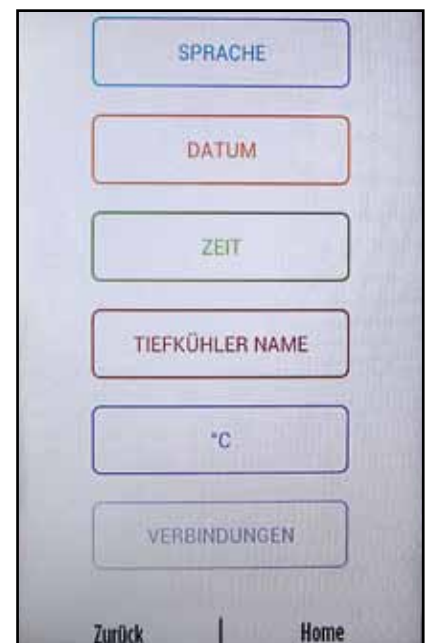 SPRACHE
DATUM
ZEIT
TIEFKÜHLER NAME
°C
VERBINDUNGEN
Zurück | Home